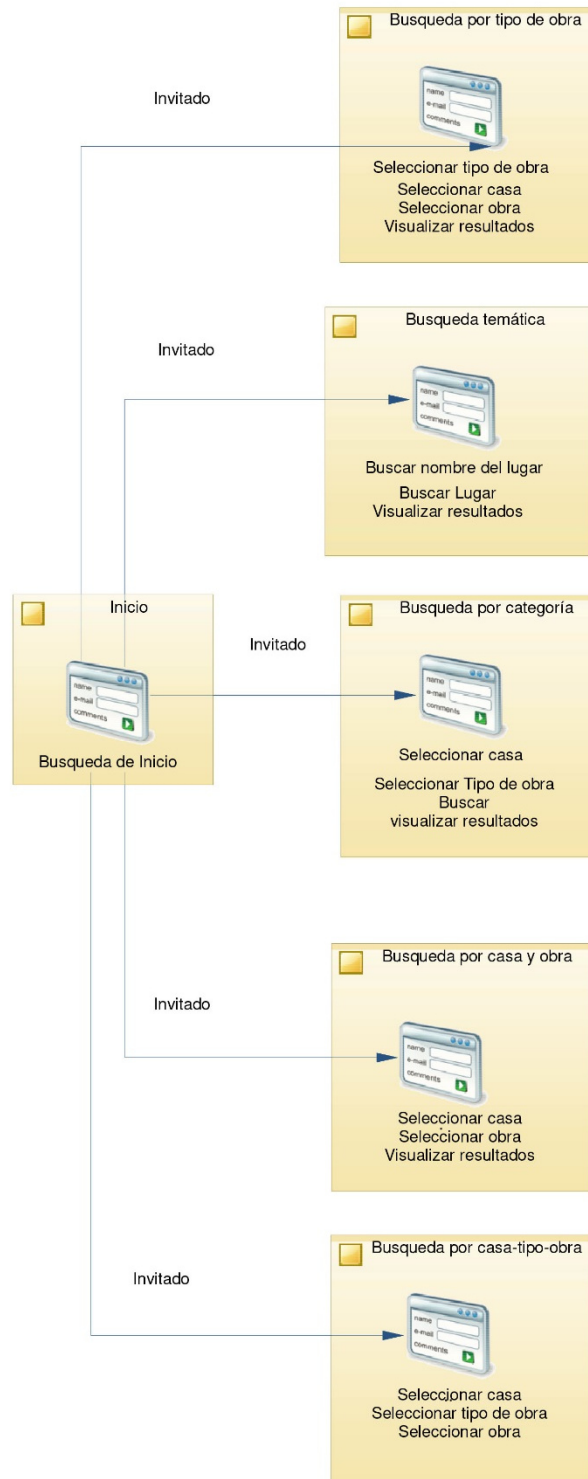 Busqueda por tipo de obra
name
e-mail
comments
Invitado
Seleccionar tipo de obra
Seleccionar casa
Seleccionar obra
Visualizar resultados
Busqueda temática
Invitado
name
e-mail
comments
Buscar nombre del lugar
Buscar Lugar
Visualizar resultados
Inicio
name
e-mail
comments
Busqueda de Inicio
Busqueda por categoría
Invitado
name
e-mail
comments
Seleccionar casa
Seleccionar Tipo de obra
Buscar
visualizar resultados
Busqueda por casa y obra
Invitado
name
e-mail
comments
Seleccionar casa
Seleccionar obra
Visualizar resultados
Busqueda por casa-tipo-obra
Invitado
name
e-mail
comments
Seleccionar casa
Seleccionar tipo de obra
Seleccionar obra